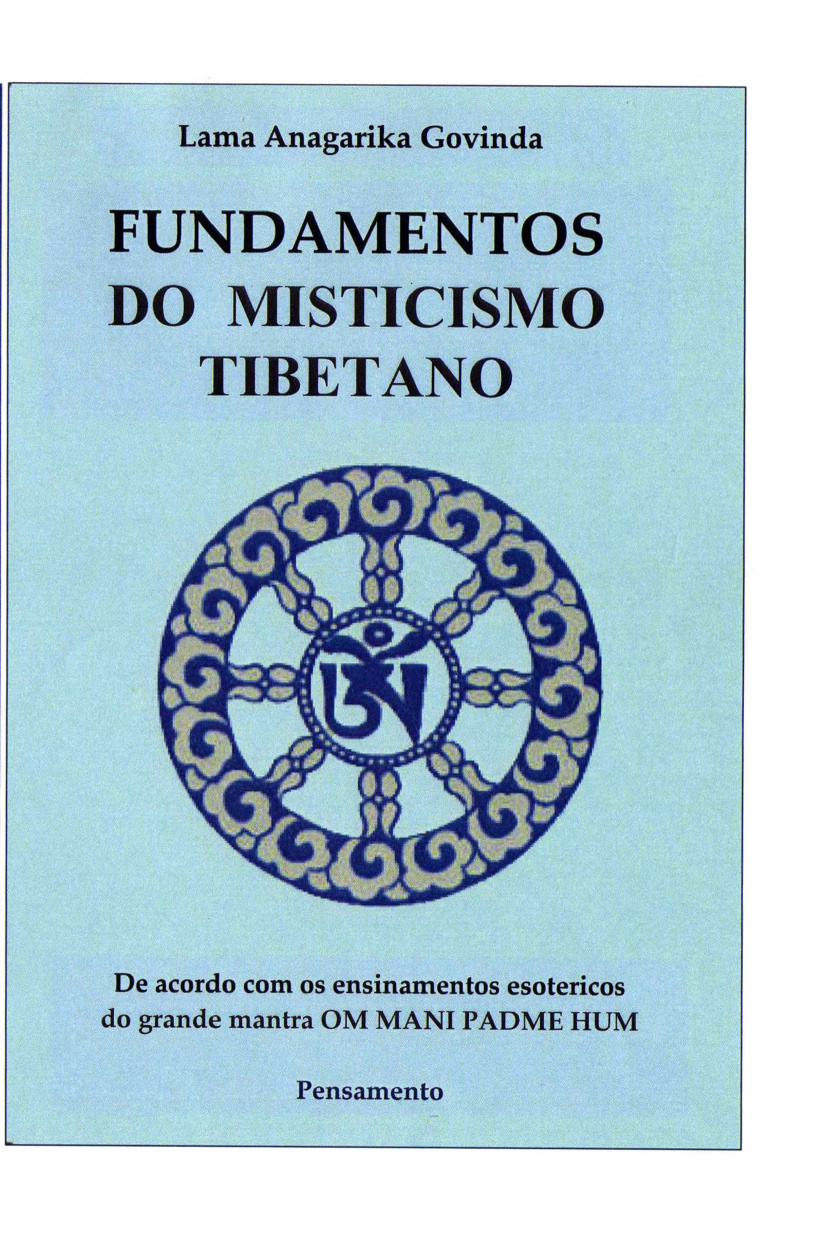 Lama Anagarika Govinda
FUNDAMENTOS
DO MISTICISMO
TIBETANO
ༀ
De acordo com os ensinamentos esotericos
do grande mantra OM MANI PADME HUM
Pensamento